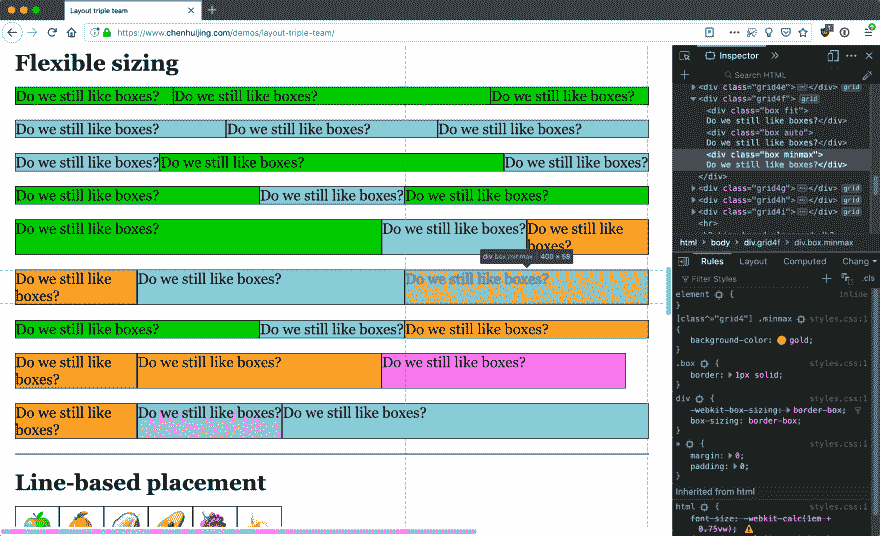 Layout triple team
https://www.chenhuijing.com/demos/layout-triple-team/
Flexible sizing
Do we still like boxes? Do we still like boxes? Do we still like boxes?
Do we still like boxes? Do we still like boxes? Do we still like boxes?
Do we still like boxes? Do we still like boxes? Do we still like boxes?
Do we still like boxes? Do we still like boxes? Do we still like boxes?
Do we still like boxes? Do we still like boxes? Do we still like
boxes?
div.box.minmax 400 × 58
Do we still like Do we still like boxes? Do we still like boxes?
boxes?
Do we still like boxes? Do we still like boxes? Do we still like boxes?
Do we still like Do we still like boxes? Do we still like boxes?
boxes?
Do we still like Do we still like boxes? Do we still like boxes?
boxes?
Line-based placement
Inspector
Search HTML
<div class="grid4e"> </div> grid
<div class="grid4f"> grid
<div class="box fit">
Do we still like boxes?</div>
<div class="box auto">
Do we still like boxes?</div>
<div class="box minmax">
Do we still like boxes?</div>
</div>
<div class="grid4g"> </div> grid
<div class="grid4h"> </div> grid
<div class="grid4i"> </div> grid
<hr>
html body div.grid4f div.box.minmax
Rules Layout Computed Chang
Filter Styles + .cls
element { inline
}
[class^="grid4"] .minmax styles.css:1
{
background-color: gold;
}
.box { styles.css:1
border: 1px solid;
}
div { styles.css:1
-webkit-box-sizing: border-box;
box-sizing: border-box;
}
* { styles.css:1
margin: 0;
padding: 0;
}
Inherited from html
html { styles.css:1
font-size: -webkit-calc(1em +
0.75vw);